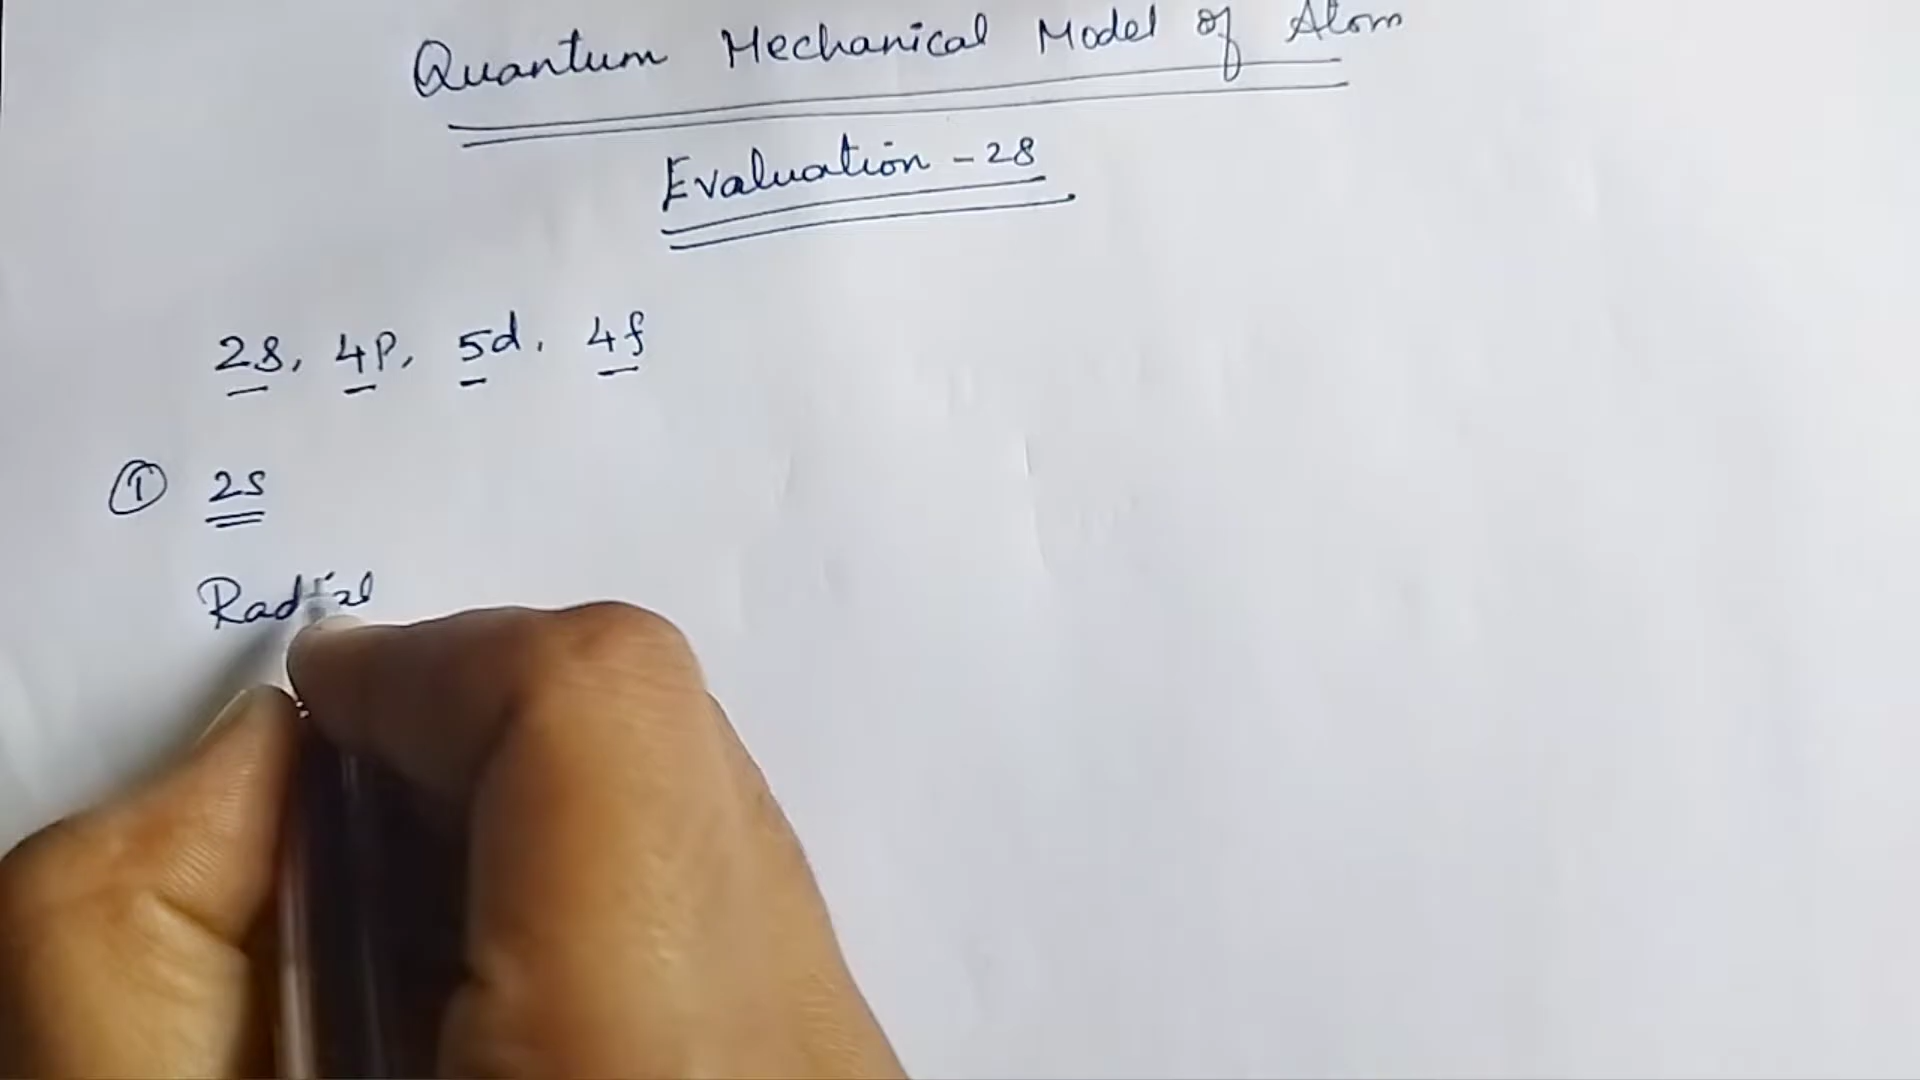 Quantum Mechanical Model of Atom
Evaluation - 28
2s, 4p, 5d, 4f
① 2s
Radial